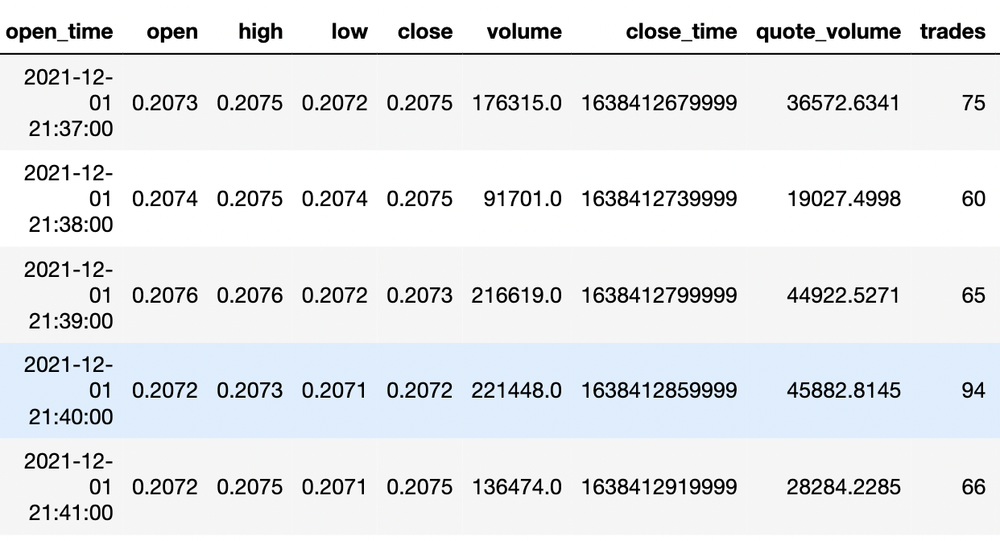 open_time open high low close volume close_time quote_volume trades
2021-12-
01 0.2073 0.2075 0.2072 0.2075 176315.0 1638412679999 36572.6341 75
21:37:00
2021-12-
01 0.2074 0.2075 0.2074 0.2075 91701.0 1638412739999 19027.4998 60
21:38:00
2021-12-
01 0.2076 0.2076 0.2072 0.2073 216619.0 1638412799999 44922.5271 65
21:39:00
2021-12-
01 0.2072 0.2073 0.2071 0.2072 221448.0 1638412859999 45882.8145 94
21:40:00
2021-12-
01 0.2072 0.2075 0.2071 0.2075 136474.0 1638412919999 28284.2285 66
21:41:00